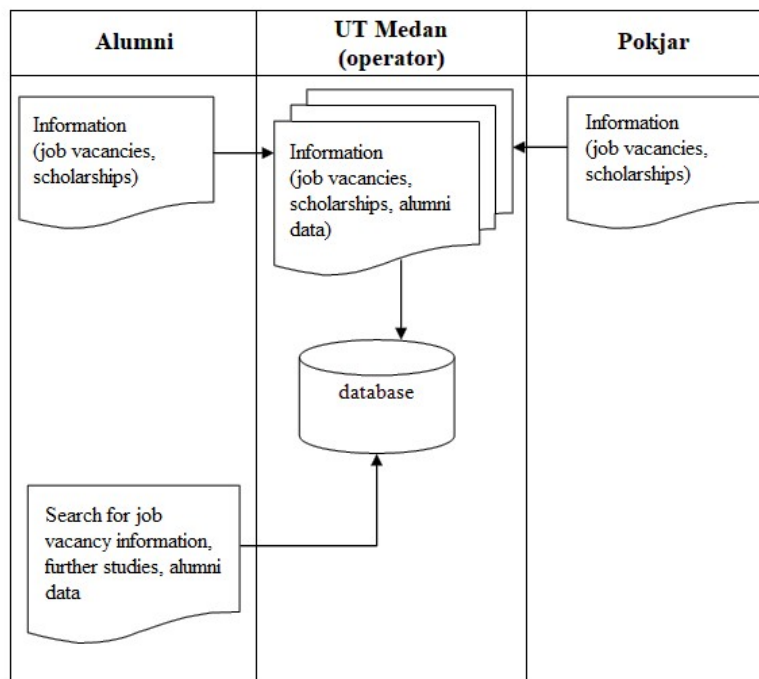 Alumni
UT Medan
(operator)
Pokjar
Information
(job vacancies,
scholarships)
Information
(job vacancies,
scholarships, alumni
data)
Information
(job vacancies,
scholarships)
database
Search for job
vacancy information,
further studies, alumni
data